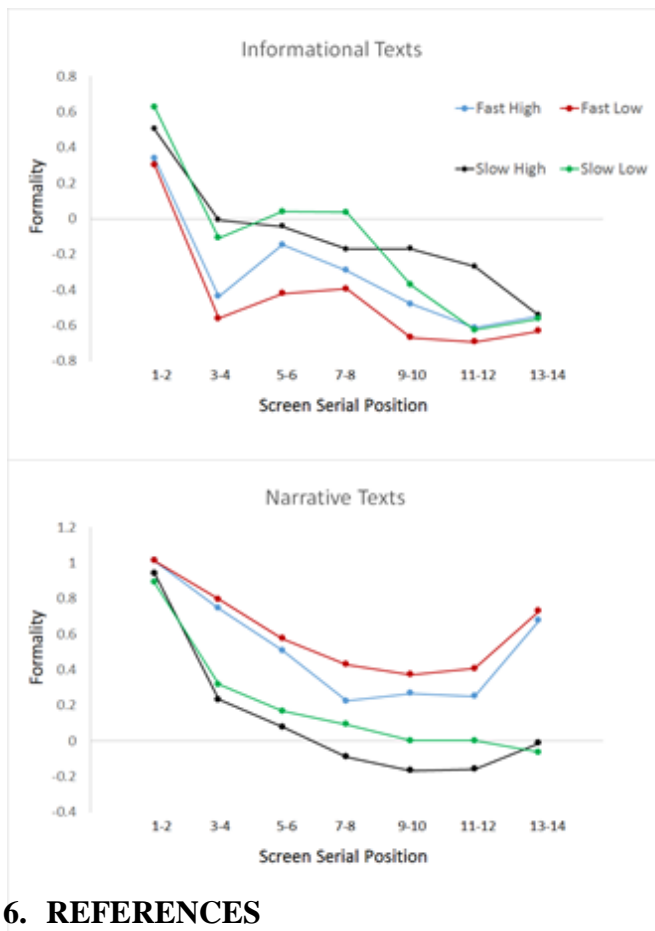 Informational Texts
0.8
0.6
0.4
0.2
0
-0.2
-0.4
-0.6
-0.8
Formality
Fast High Fast Low
Slow High Slow Low
1-2 3-4 5-6 7-8 9-10 11-12 13-14
Screen Serial Position
Narrative Texts
1.2
1
0.8
0.6
0.4
0.2
0
-0.2
-0.4
Formality
1-2 3-4 5-6 7-8 9-10 11-12 13-14
Screen Serial Position
6. REFERENCES